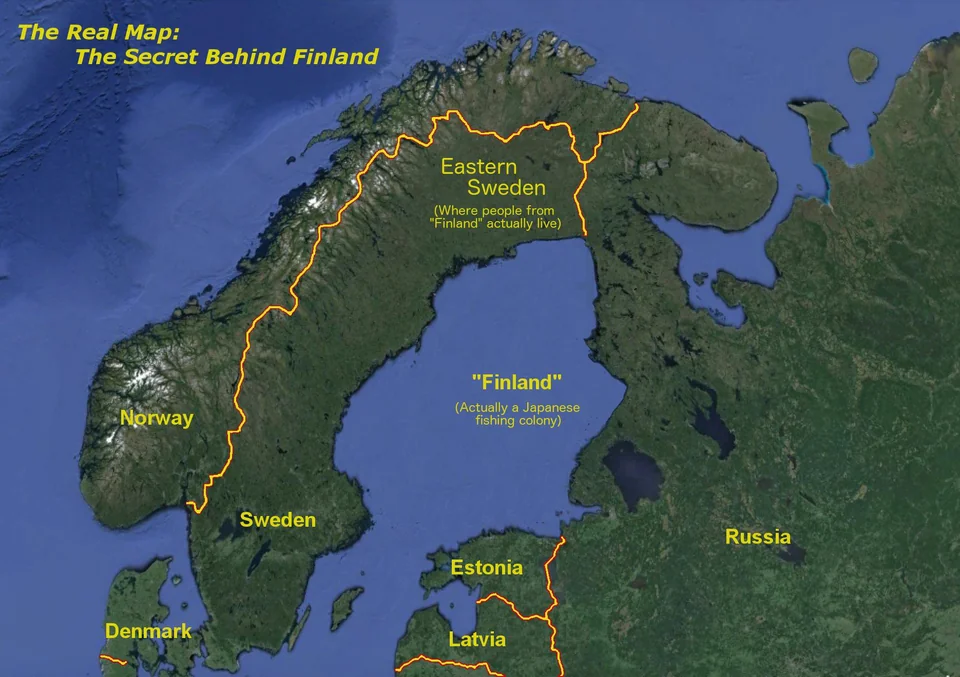 The Real Map:
The Secret Behind Finland
Eastern
Sweden
(Where people from
"Finland" actually live)
"Finland"
(Actually a Japanese
fishing colony)
Norway
Sweden
Russia
Estonia
Denmark
Latvia